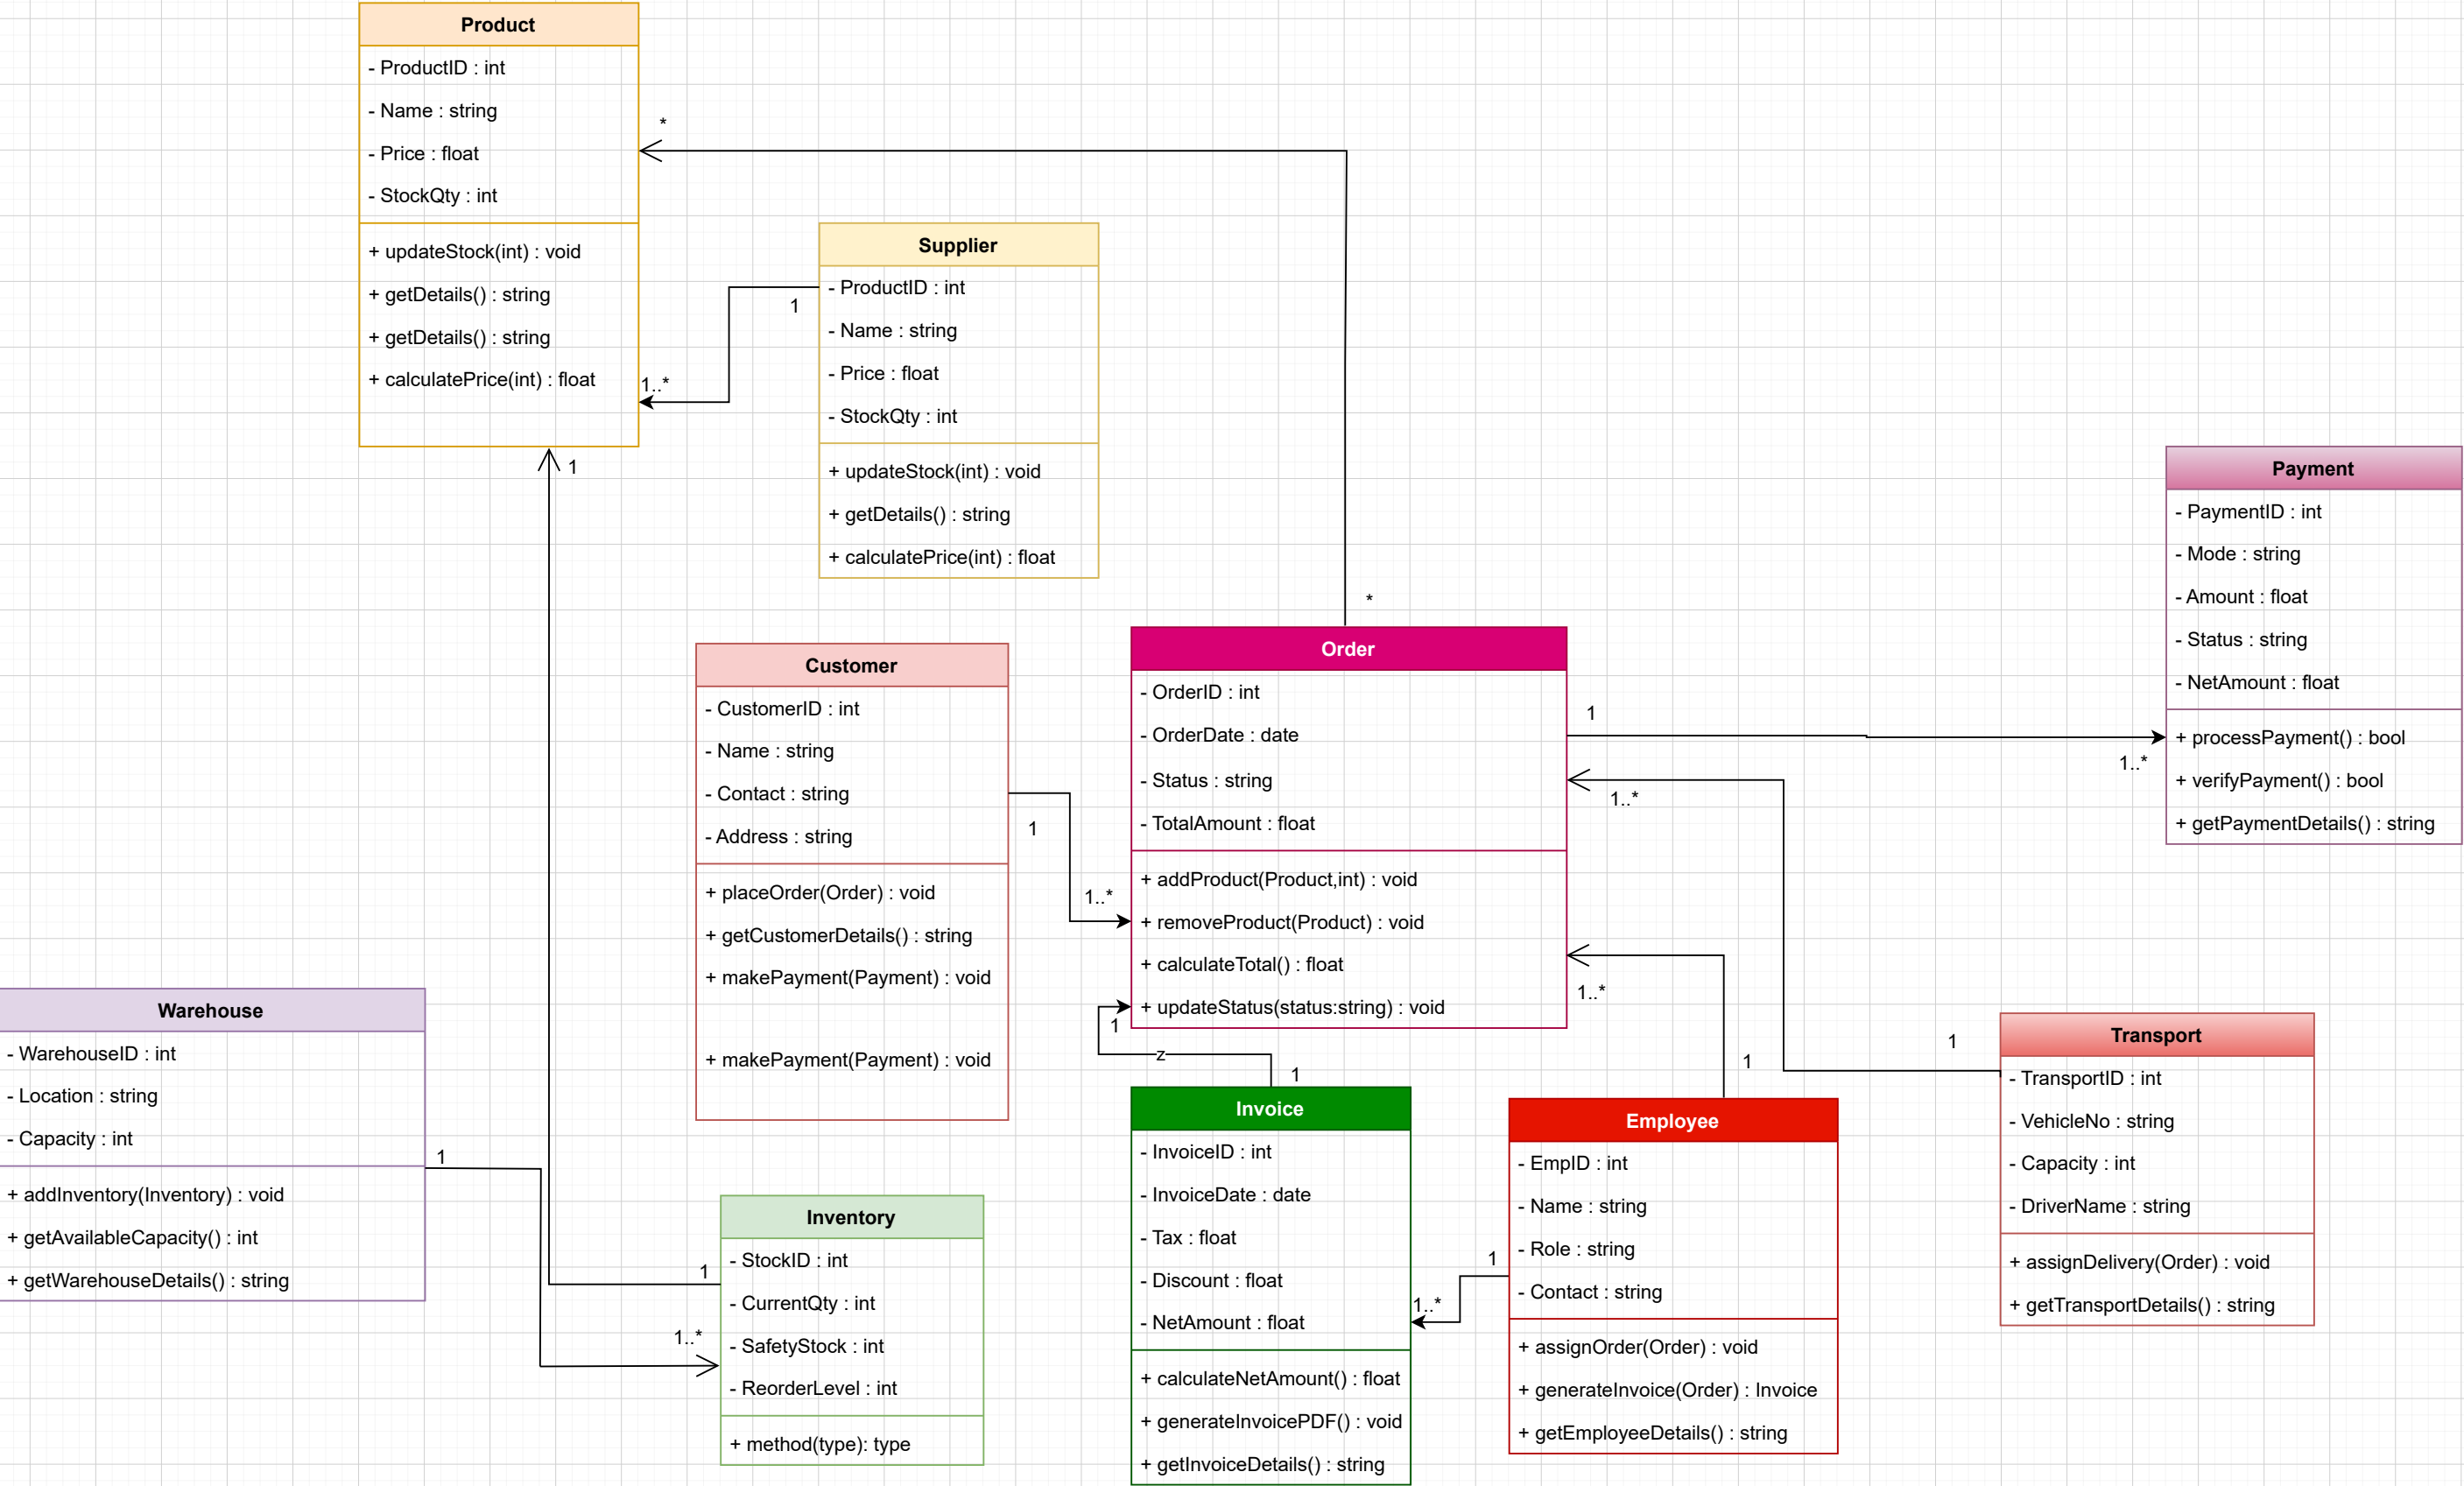 Product
- ProductID : int
- Name : string
- Price : float
- StockQty : int
+ updateStock(int) : void
+ getDetails() : string
+ getDetails() : string
+ calculatePrice(int) : float
*
1..*
1
1
Supplier
- ProductID : int
- Name : string
- Price : float
- StockQty : int
+ updateStock(int) : void
+ getDetails() : string
+ calculatePrice(int) : float
*
Payment
- PaymentID : int
- Mode : string
- Amount : float
- Status : string
- NetAmount : float
+ processPayment() : bool
+ verifyPayment() : bool
+ getPaymentDetails() : string
1..*
Customer
- CustomerID : int
- Name : string
- Contact : string
- Address : string
+ placeOrder(Order) : void
+ getCustomerDetails() : string
+ makePayment(Payment) : void
+ makePayment(Payment) : void
1
1..*
Order
- OrderID : int
- OrderDate : date
- Status : string
- TotalAmount : float
+ addProduct(Product,int) : void
+ removeProduct(Product) : void
+ calculateTotal() : float
+ updateStatus(status:string) : void
1
1..*
1..*
1
z
1
1
1
Warehouse
- WarehouseID : int
- Location : string
- Capacity : int
+ addInventory(Inventory) : void
+ getAvailableCapacity() : int
+ getWarehouseDetails() : string
1
1
1..*
Inventory
- StockID : int
- CurrentQty : int
- SafetyStock : int
- ReorderLevel : int
+ method(type): type
Invoice
- InvoiceID : int
- InvoiceDate : date
- Tax : float
- Discount : float
- NetAmount : float
+ calculateNetAmount() : float
+ generateInvoicePDF() : void
+ getInvoiceDetails() : string
1
1..*
Employee
- EmpID : int
- Name : string
- Role : string
- Contact : string
+ assignOrder(Order) : void
+ generateInvoice(Order) : Invoice
+ getEmployeeDetails() : string
Transport
- TransportID : int
- VehicleNo : string
- Capacity : int
- DriverName : string
+ assignDelivery(Order) : void
+ getTransportDetails() : string